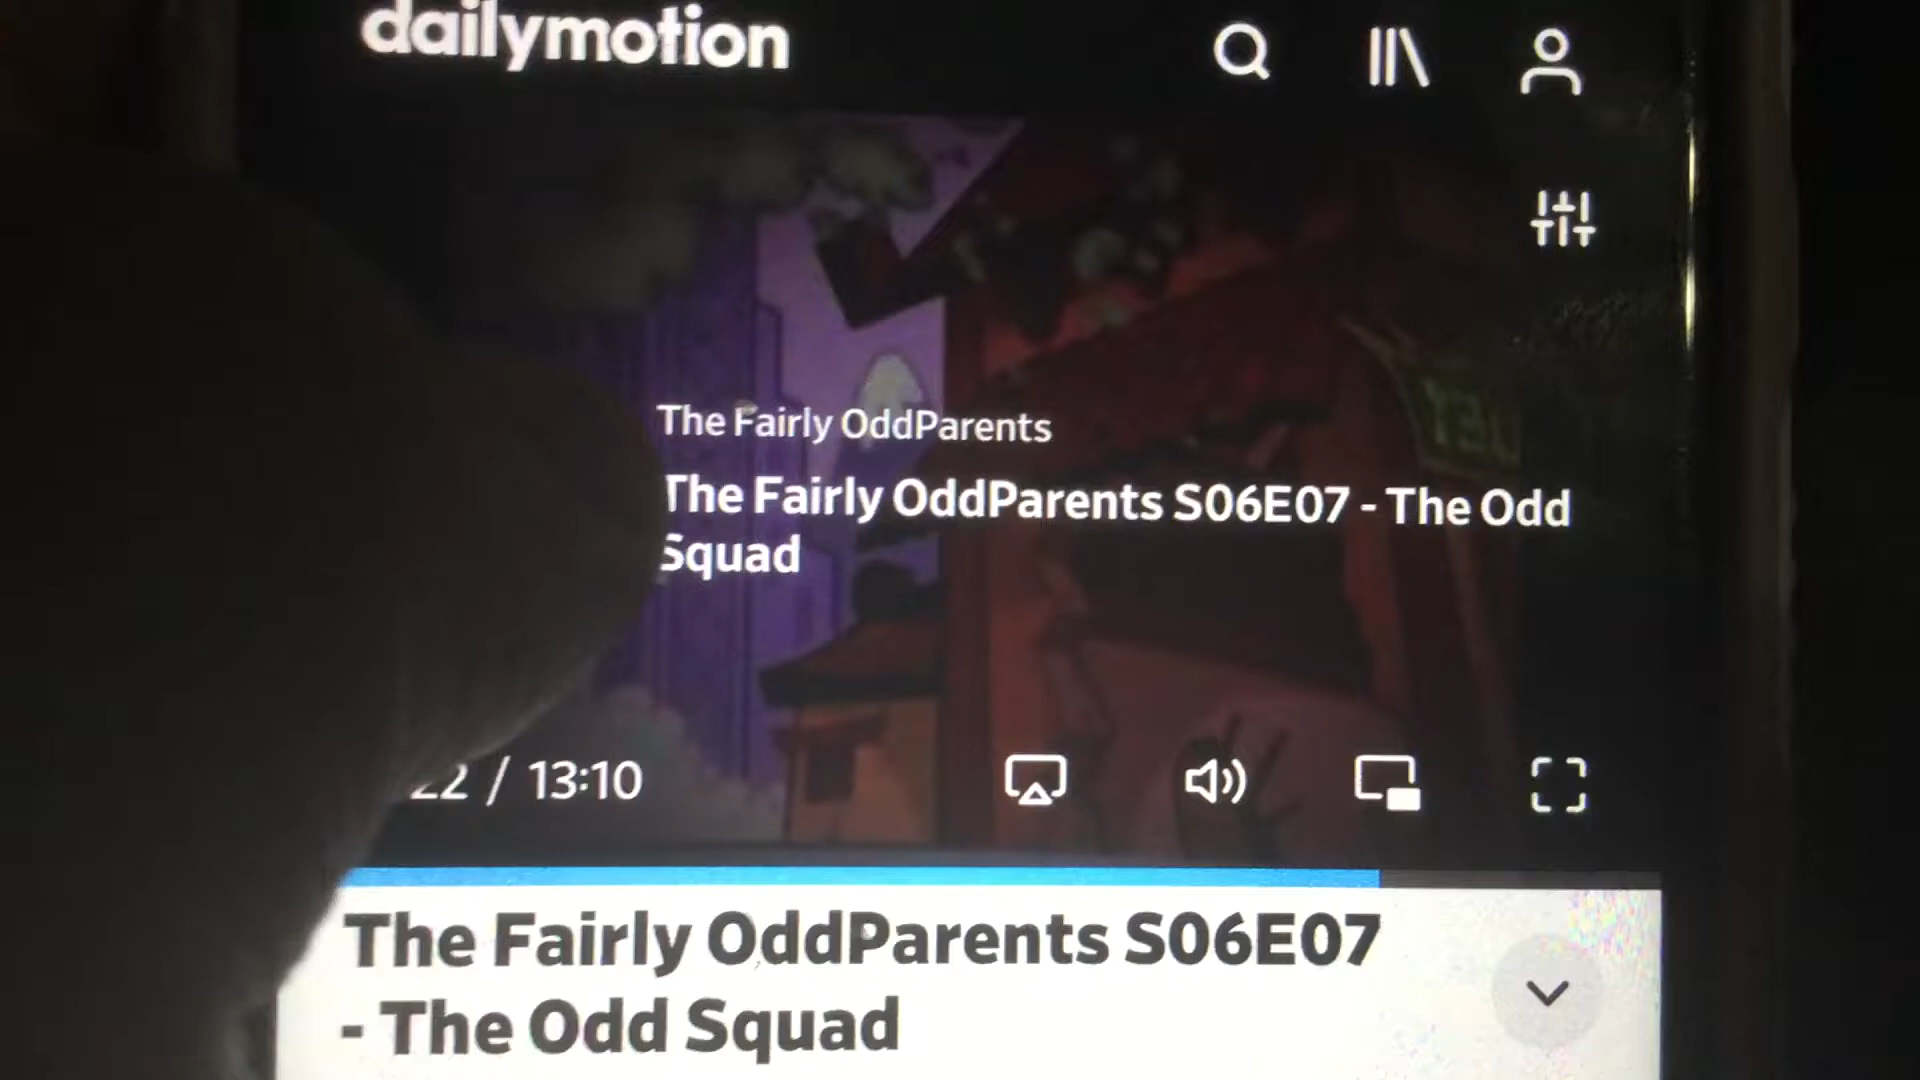 dailymotion
The Fairly OddParents
The Fairly OddParents S06E07 - The Odd
Squad
22 / 13:10
The Fairly OddParents S06E07
- The Odd Squad